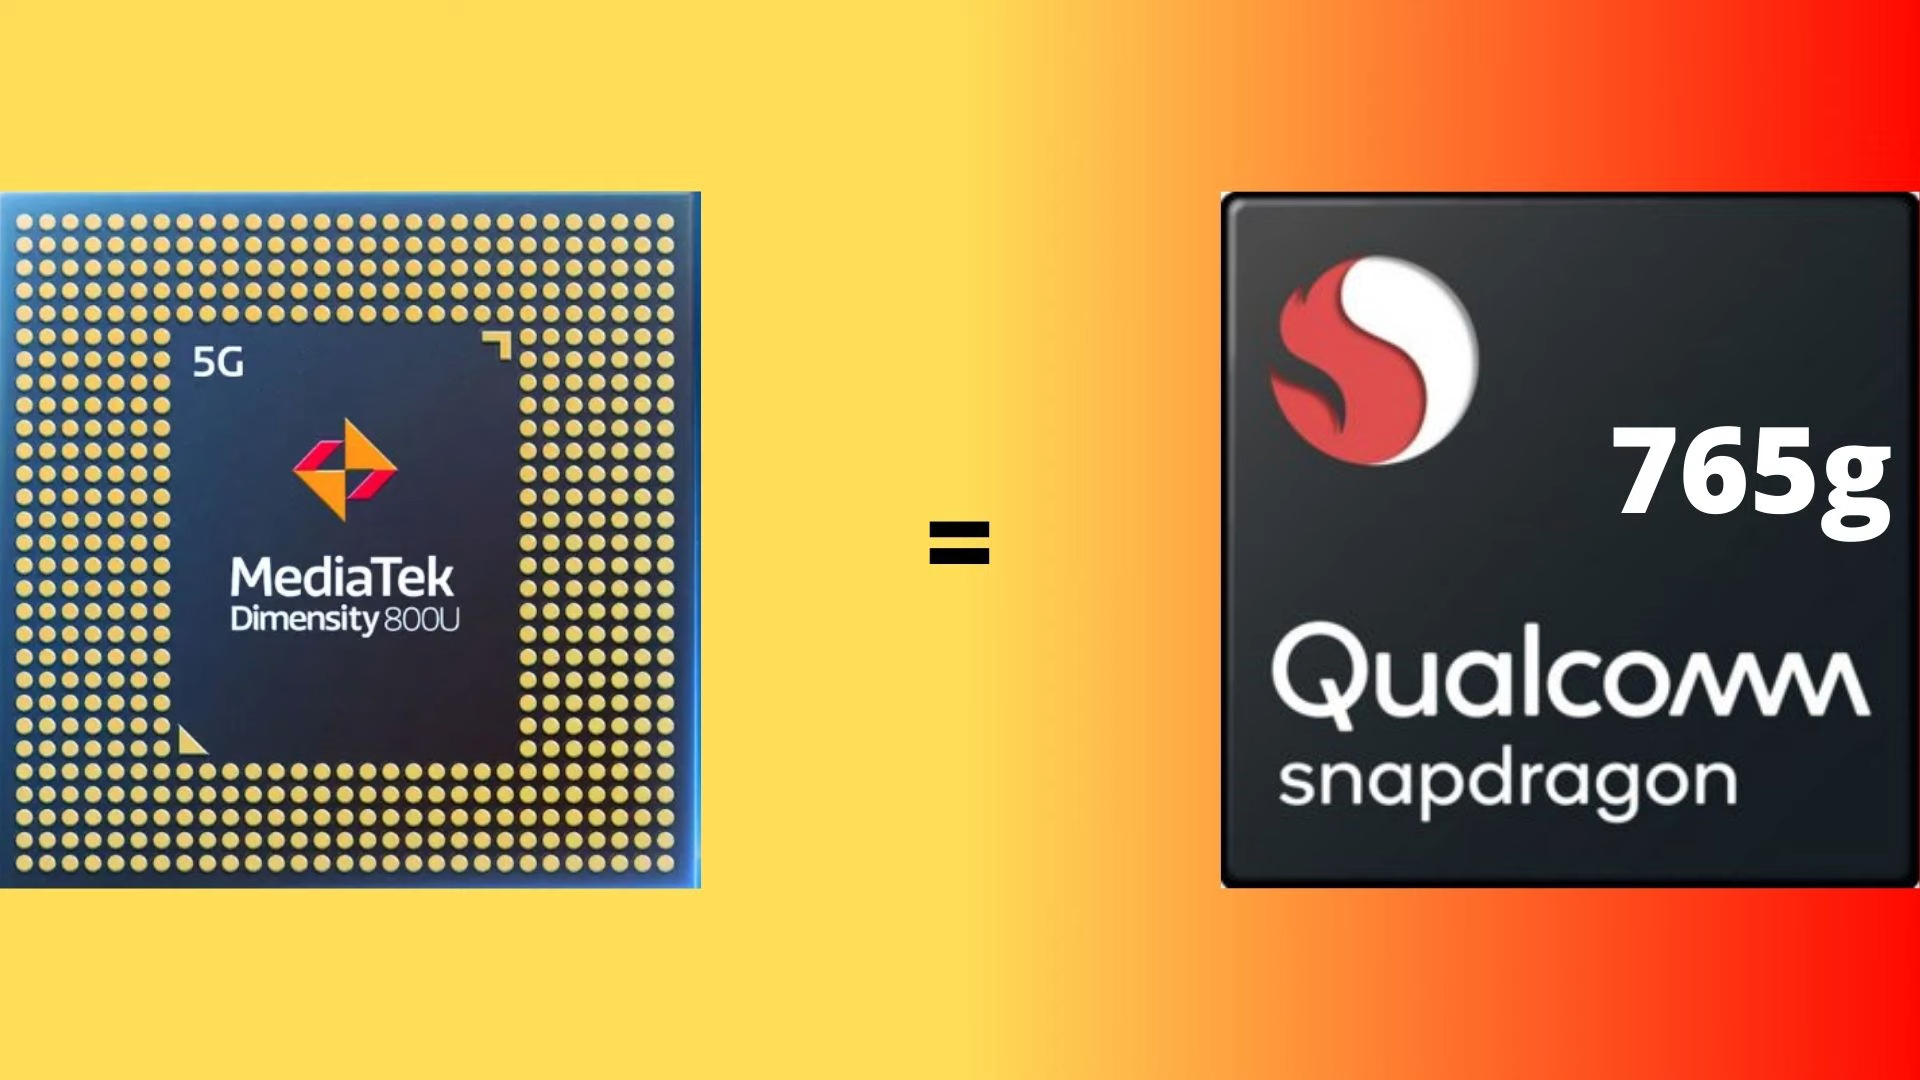 5G
MediaTek
Dimensity 800U
=
765g
Qualcomm
snapdragon